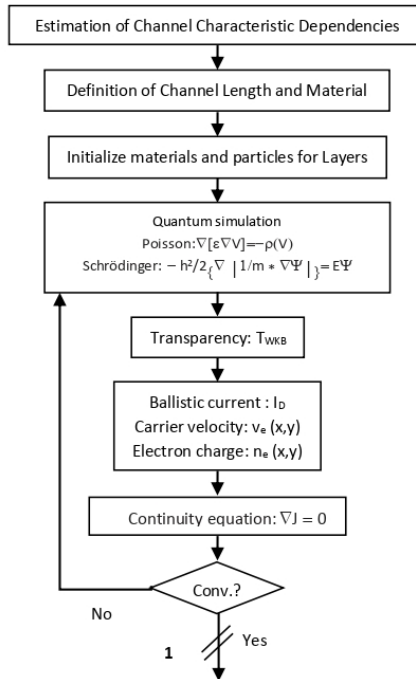 Estimation of Channel Characteristic Dependencies
Definition of Channel Length and Material
Initialize materials and particles for Layers
Quantum simulation
Poisson:∇[ε∇V]=−ρ(V)
Schrödinger: − h²/2{∇ |1/m * ∇Ψ|}= EΨ
Transparency: TWKB
Ballistic current : ID
Carrier velocity: ve (x,y)
Electron charge: ne (x,y)
Continuity equation: ∇J = 0
Conv.?
No
Yes
1